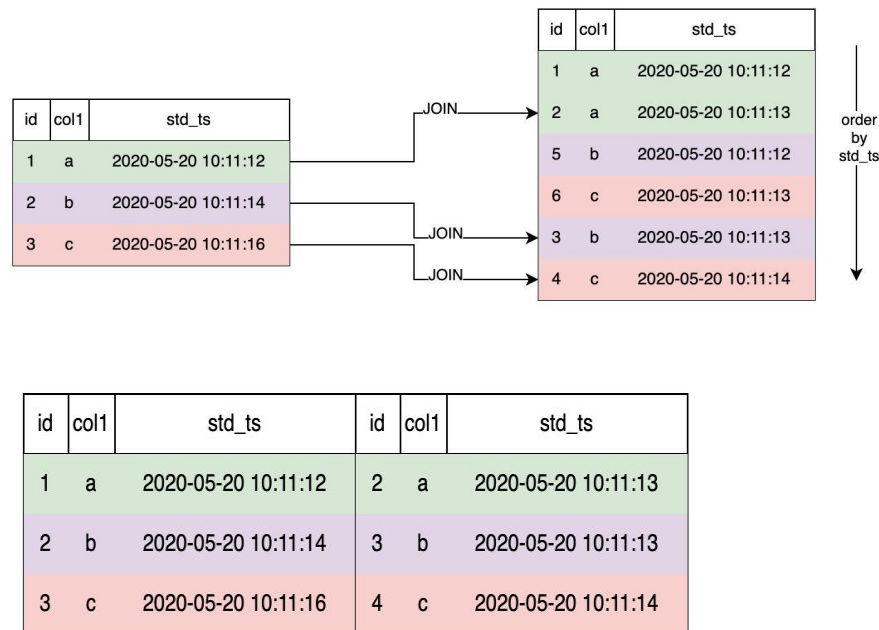 id col1 std_ts
1 a 2020-05-20 10:11:12
2 b 2020-05-20 10:11:14
3 c 2020-05-20 10:11:16
JOIN
JOIN
JOIN
id col1 std_ts
1 a 2020-05-20 10:11:12
2 a 2020-05-20 10:11:13
5 b 2020-05-20 10:11:12
6 c 2020-05-20 10:11:13
3 b 2020-05-20 10:11:13
4 c 2020-05-20 10:11:14
order
by
std_ts
id col1 std_ts id col1 std_ts
1 a 2020-05-20 10:11:12 2 a 2020-05-20 10:11:13
2 b 2020-05-20 10:11:14 3 b 2020-05-20 10:11:13
3 c 2020-05-20 10:11:16 4 c 2020-05-20 10:11:14